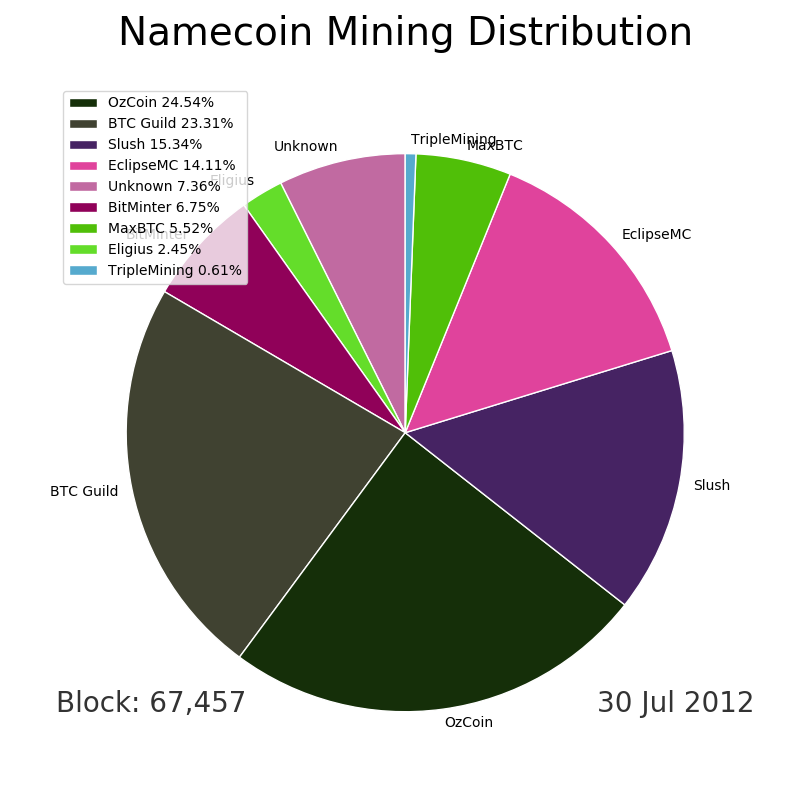 Namecoin Mining Distribution
OzCoin 24.54%
BTC Guild 23.31%
Slush 15.34%
EclipseMC 14.11%
Unknown 7.36%
BitMinter 6.75%
MaxBTC 5.52%
Eligius 2.45%
TripleMining 0.61%
TripleMining
MaxBTC
Unknown
Eligius
BitMinter
EclipseMC
BTC Guild
Slush
OzCoin
Block: 67,457
30 Jul 2012